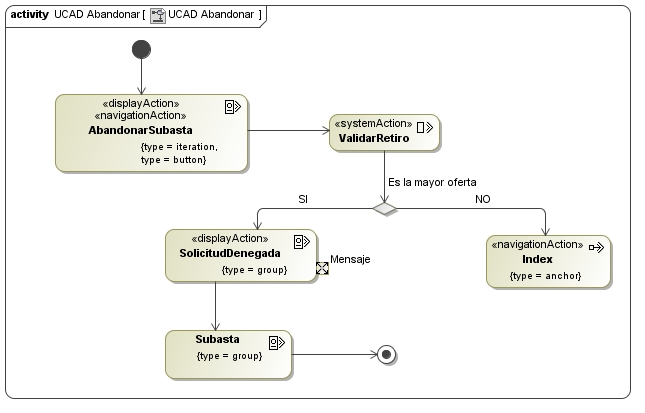 activity UCAD Abandonar [ UCAD Abandonar ]
«displayAction»
«navigationAction»
AbandonarSubasta
{type = iteration,
type = button}
«systemAction»
ValidarRetiro
Es la mayor oferta
SI
NO
«displayAction»
SolicitudDenegada
{type = group}
Mensaje
«navigationAction»
Index
{type = anchor}
Subasta
{type = group}